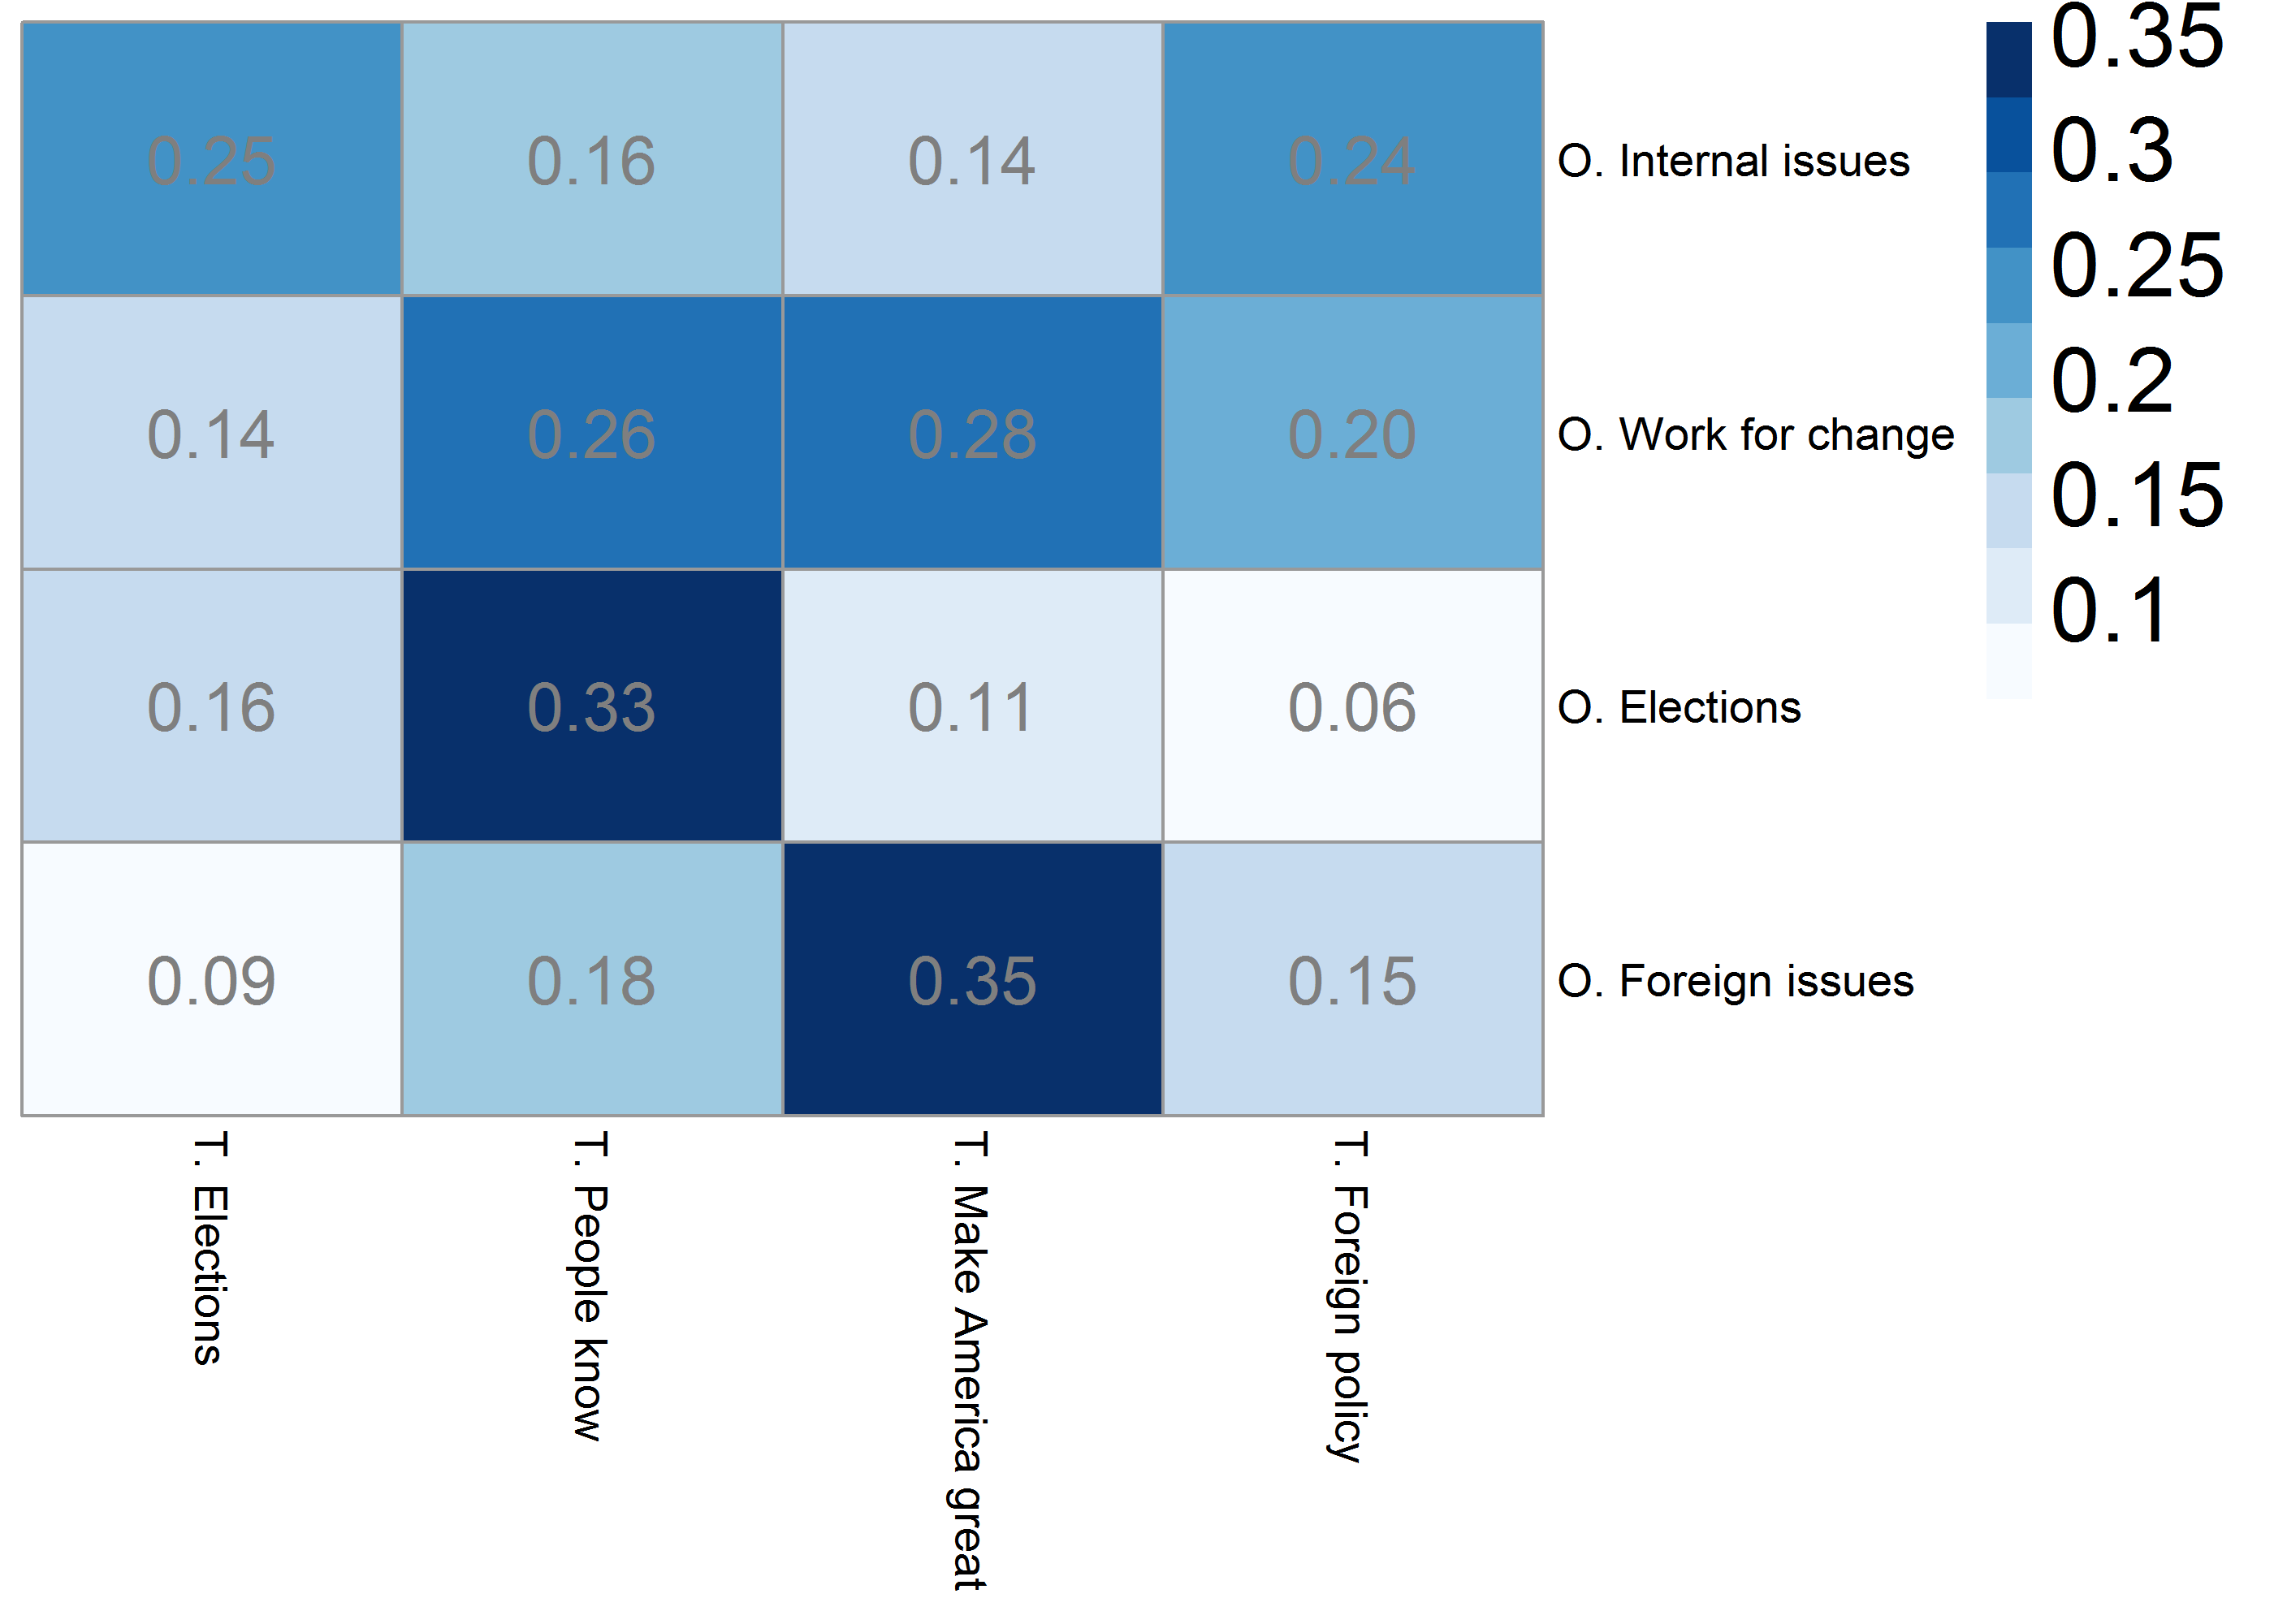 0.25 0.16 0.14 0.24 O. Internal issues
0.14 0.26 0.28 0.20 O. Work for change
0.16 0.33 0.11 0.06 O. Elections
0.09 0.18 0.35 0.15 O. Foreign issues
T. Elections
T. People know
T. Make America great
T. Foreign policy
0.35
0.3
0.25
0.2
0.15
0.1